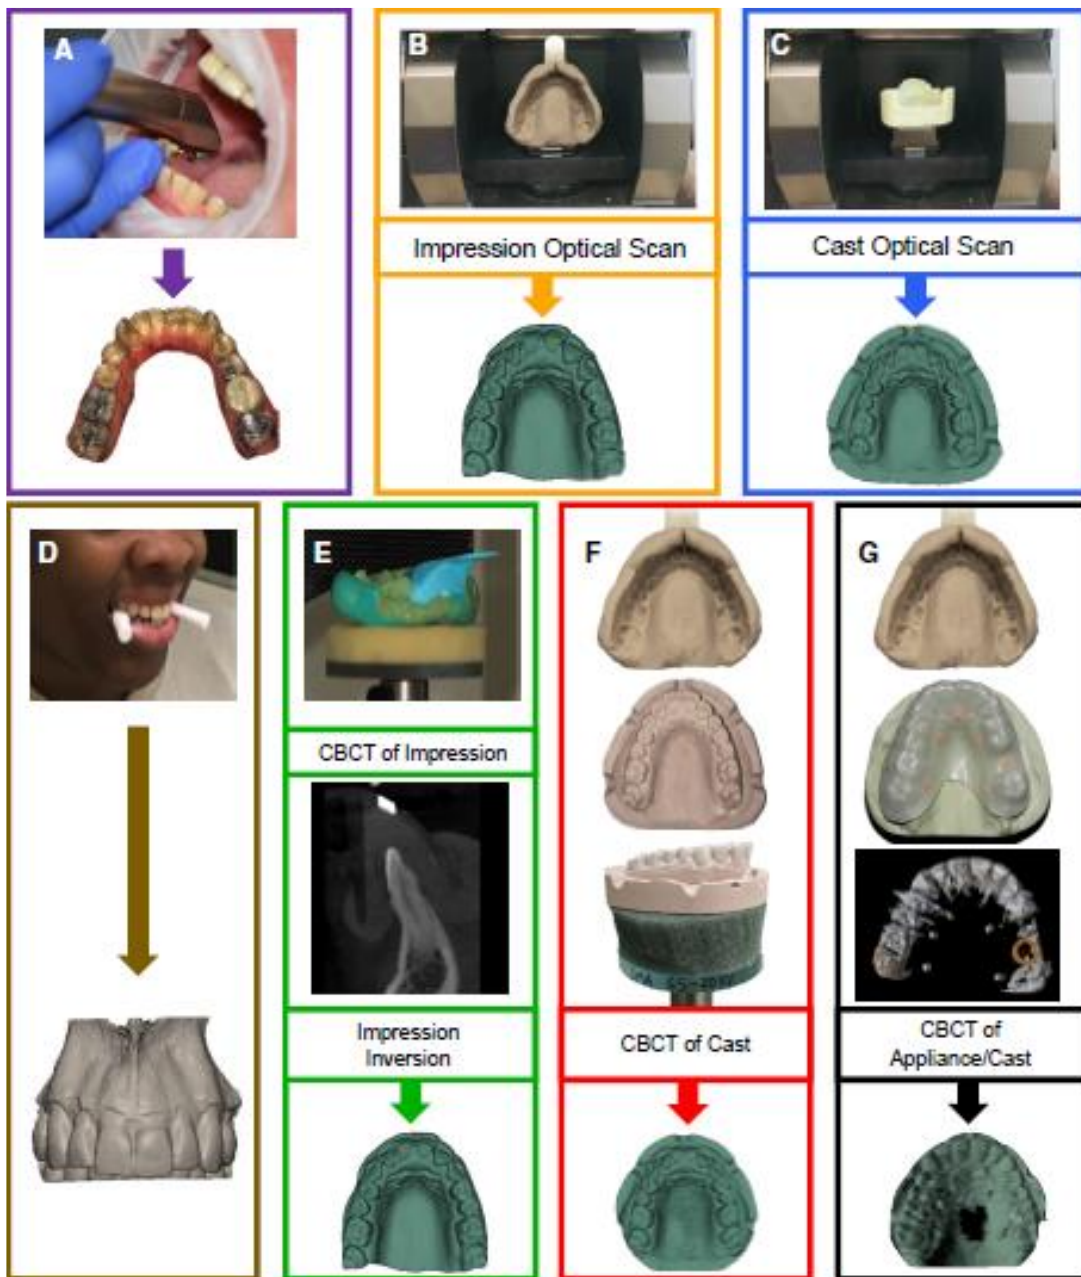 A
B
C
Impression Optical Scan
Cast Optical Scan
D
E
F
G
CBCT of Impression
Impression
Inversion
CBCT of Cast
CBCT of
Appliance/Cast